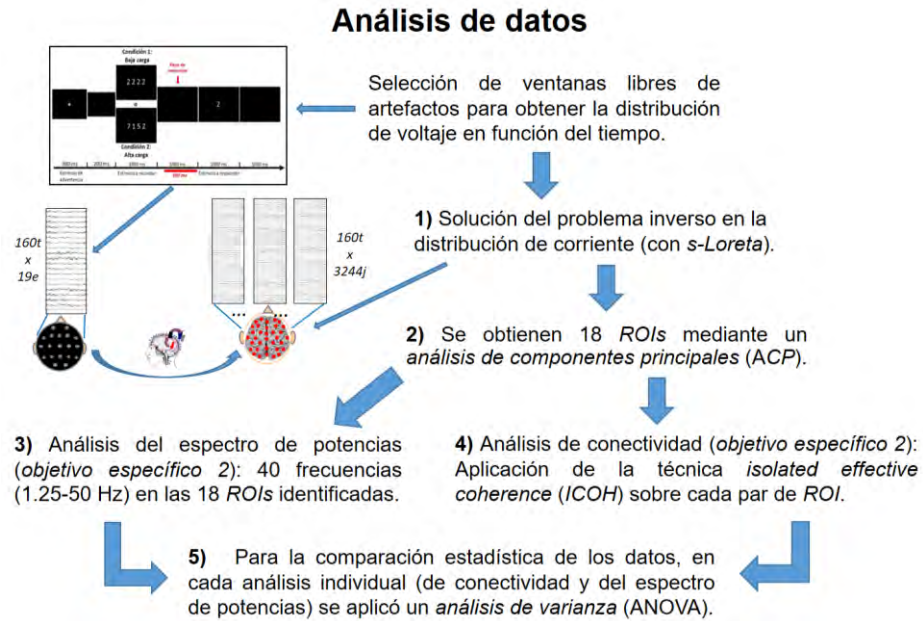 Análisis de datos
Condición 1:
Baja carga
2 2 2 2
7 1 5 2
Condición 2:
Alta carga
2
Selección de ventanas libres de
artefactos para obtener la distribución
de voltaje en función del tiempo.
160t
x
19e
160t
x
3244j
1) Solución del problema inverso en la
distribución de corriente (con s-Loreta).
2) Se obtienen 18 ROIs mediante un
análisis de componentes principales (ACP).
3) Análisis del espectro de potencias
(objetivo específico 2): 40 frecuencias
(1.25-50 Hz) en las 18 ROIs identificadas.
4) Análisis de conectividad (objetivo específico 2):
Aplicación de la técnica isolated effective
coherence (ICOH) sobre cada par de ROI.
5) Para la comparación estadística de los datos, en
cada análisis individual (de conectividad y del espectro
de potencias) se aplicó un análisis de varianza (ANOVA).